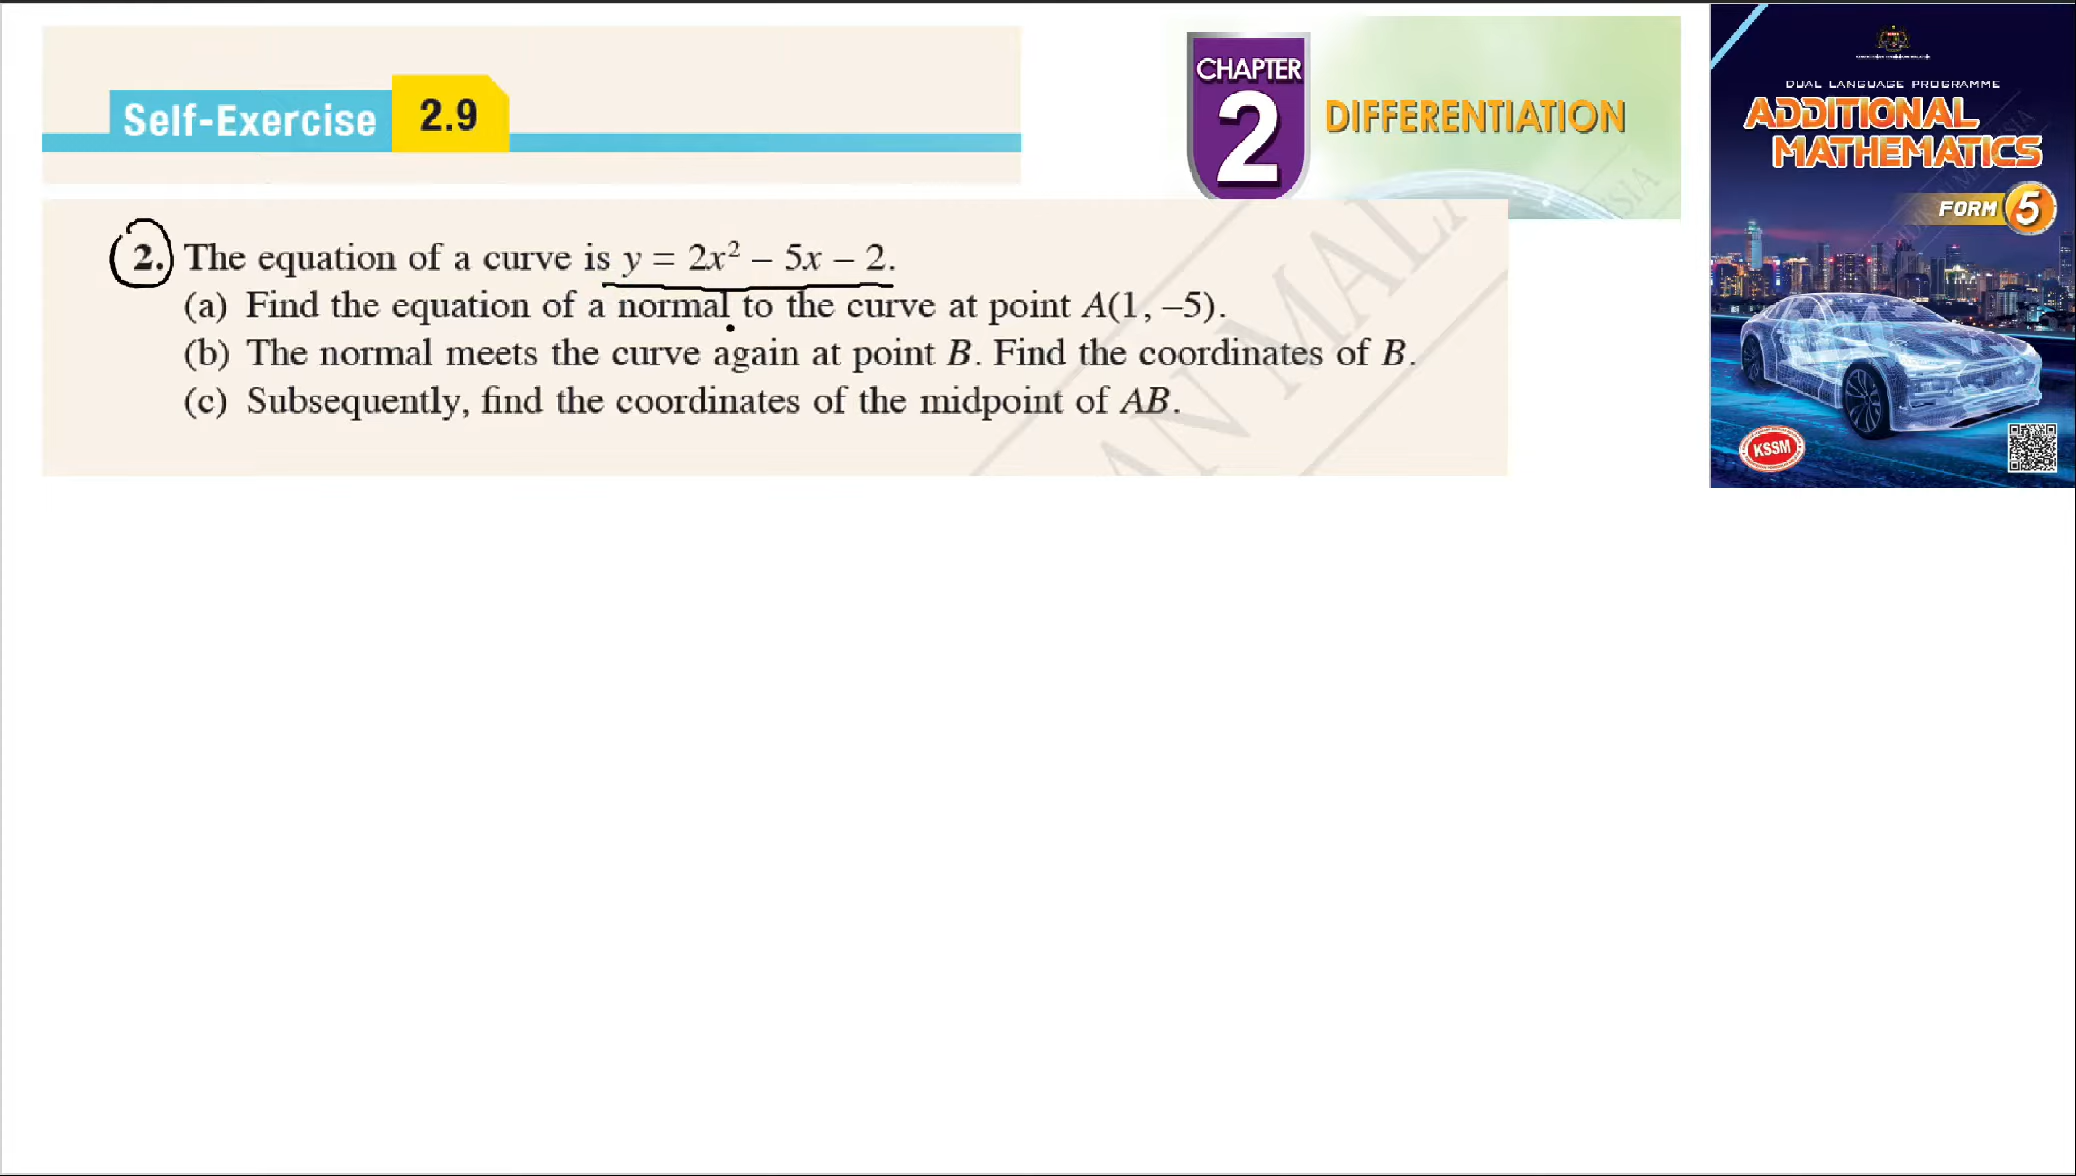 Self-Exercise 2.9
CHAPTER
2
DIFFERENTIATION
DUAL LANGUAGE PROGRAMME
ADDITIONAL
MATHEMATICS
FORM 5
KSSM
2. The equation of a curve is y = 2x² – 5x – 2.
(a) Find the equation of a normal to the curve at point A(1, –5).
(b) The normal meets the curve again at point B. Find the coordinates of B.
(c) Subsequently, find the coordinates of the midpoint of AB.